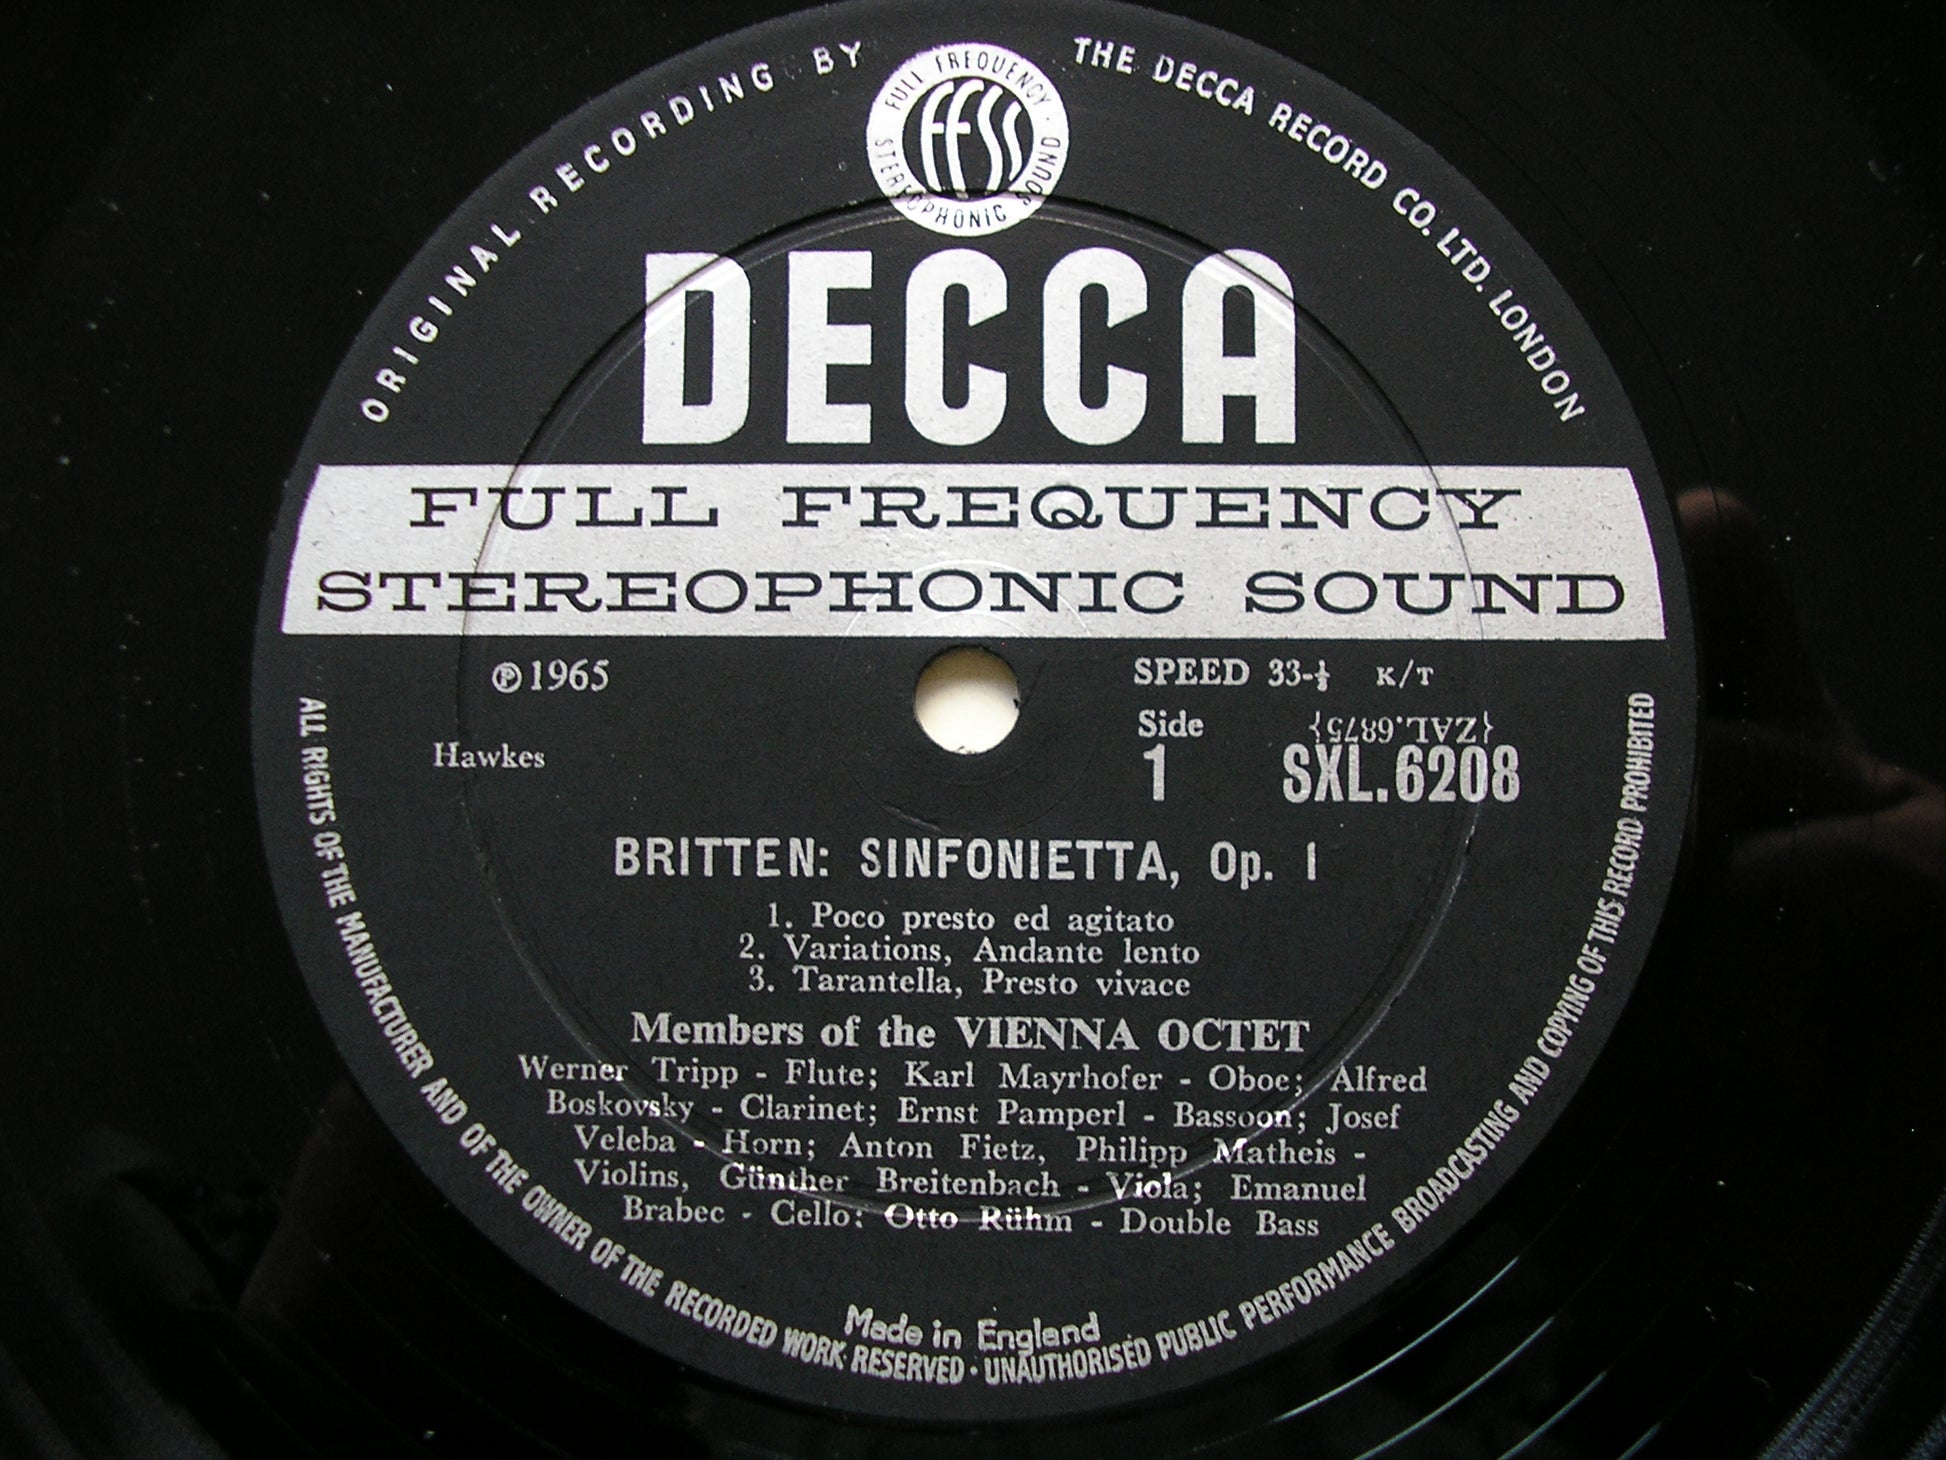 ORIGINAL RECORDING BY THE DECCA RECORD CO. LTD. LONDON
FULL FREQUENCY · STEREOPHONIC SOUND
FFSS
DECCA
FULL FREQUENCY
STEREOPHONIC SOUND
Ⓟ1965
SPEED 33-⅓ K/T
Hawkes
Side
1
{ZAL.6875}
SXL.6208
BRITTEN: SINFONIETTA, Op. 1
1. Poco presto ed agitato
2. Variations, Andante lento
3. Tarantella, Presto vivace
Members of the VIENNA OCTET
Werner Tripp - Flute; Karl Mayrhofer - Oboe; Alfred
Boskovsky - Clarinet; Ernst Pamperl - Bassoon; Josef
Veleba - Horn; Anton Fietz, Philipp Matheis -
Violins, Günther Breitenbach - Viola; Emanuel
Brabec - Cello; Otto Rühm - Double Bass
Made in England
ALL RIGHTS OF THE MANUFACTURER AND OF THE OWNER OF THE RECORDED WORK RESERVED · UNAUTHORISED PUBLIC PERFORMANCE BROADCASTING AND COPYING OF THIS RECORD PROHIBITED